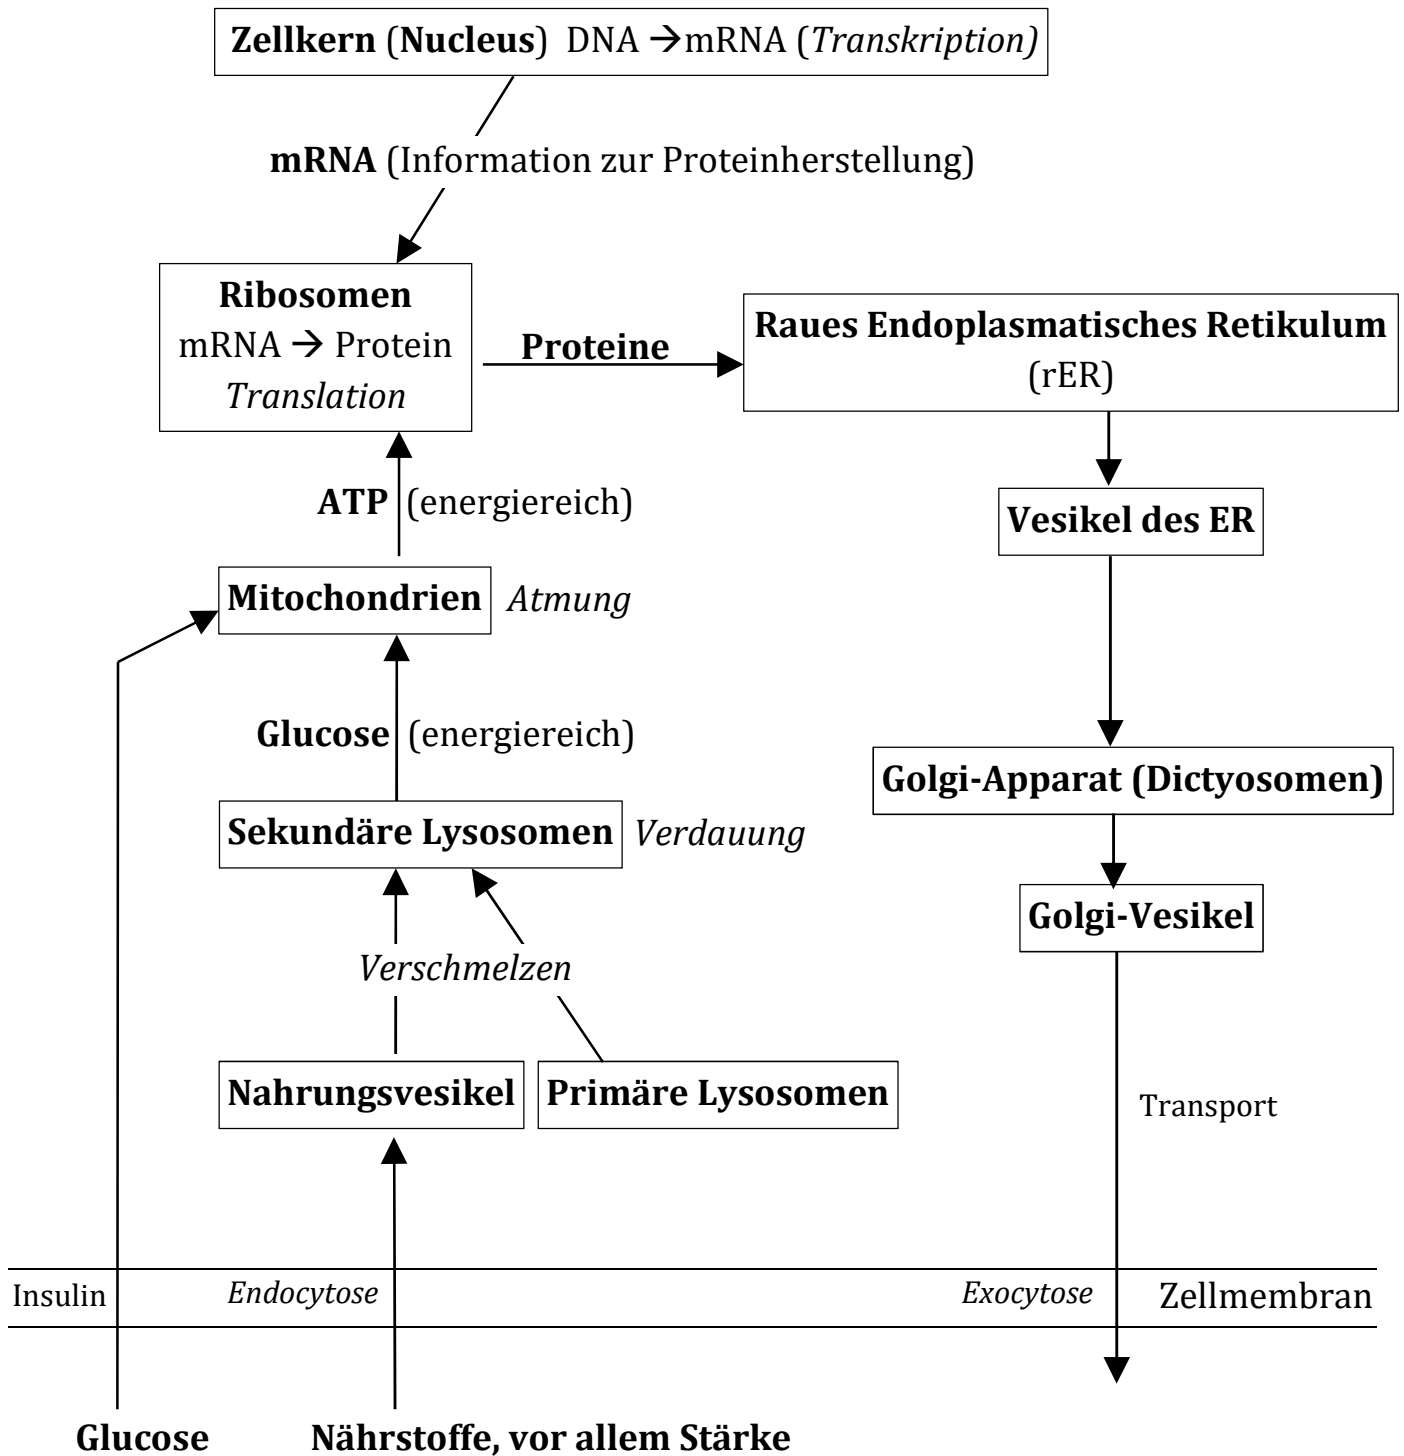 Zellkern (Nucleus) DNA → mRNA (Transkription)
mRNA (Information zur Proteinherstellung)
Ribosomen
mRNA → Protein
Translation
Proteine
Raues Endoplasmatisches Retikulum
(rER)
ATP (energiereich)
Vesikel des ER
Mitochondrien Atmung
Glucose (energiereich)
Golgi-Apparat (Dictyosomen)
Sekundäre Lysosomen Verdauung
Golgi-Vesikel
Verschmelzen
Nahrungsvesikel
Primäre Lysosomen
Transport
Insulin
Endocytose
Exocytose
Zellmembran
Glucose
Nährstoffe, vor allem Stärke